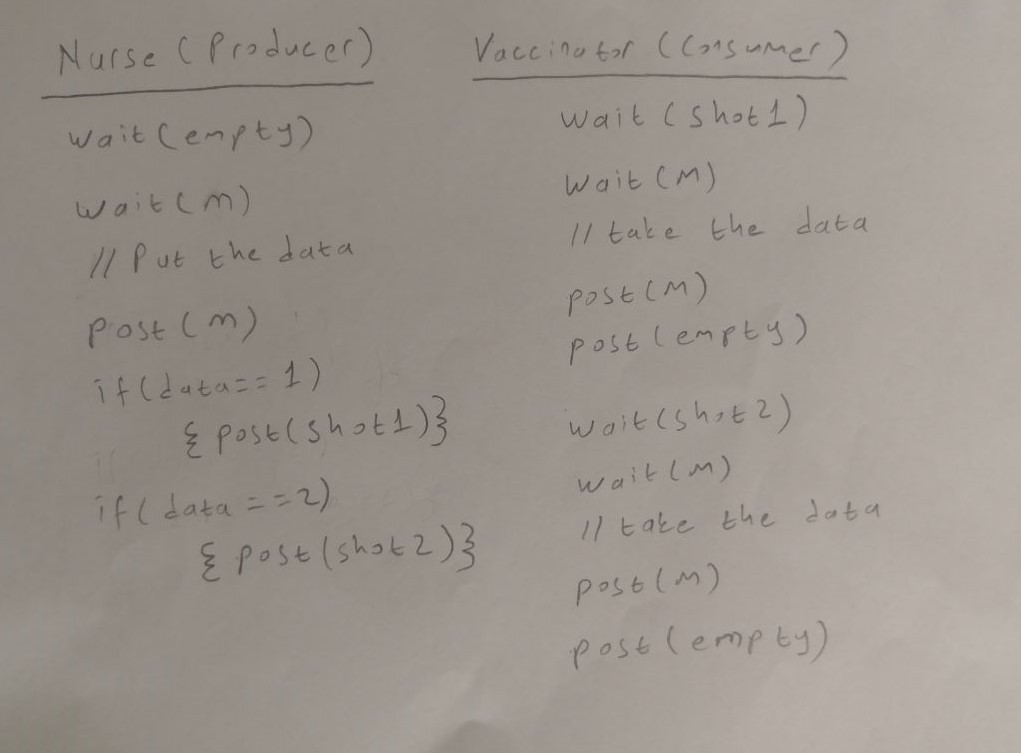 Nurse (Producer)
wait(empty)
wait(m)
// Put the data
post(m)
if(data==1)
{ post(shot1)}
if(data==2)
{ post(shot2)}
Vaccinator (Consumer)
wait(shot1)
wait(m)
// take the data
post(m)
post(empty)
wait(shot2)
wait(m)
// take the data
post(m)
post(empty)